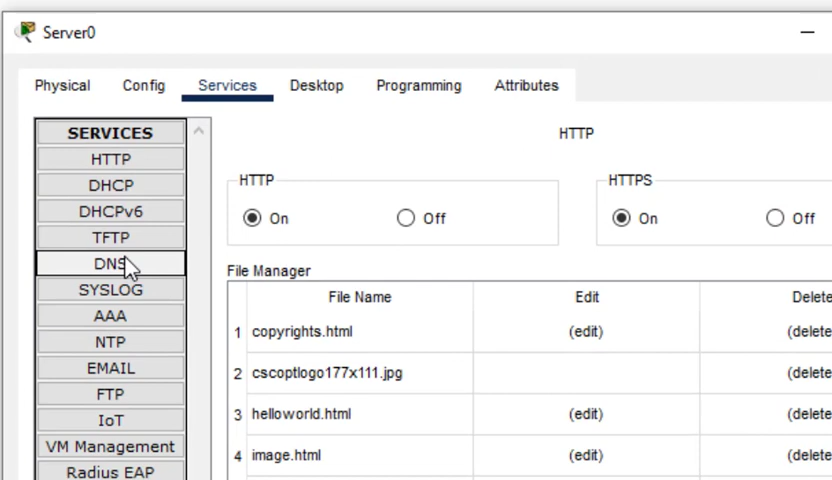 Server0
Physical Config Services Desktop Programming Attributes
SERVICES
HTTP
DHCP
DHCPv6
TFTP
DNS
SYSLOG
AAA
NTP
EMAIL
FTP
IoT
VM Management
Radius EAP
HTTP
HTTP
On Off
HTTPS
On Off
File Manager
File Name Edit Delete
1 copyrights.html (edit) (delete
2 cscoptlogo177x111.jpg (delete
3 helloworld.html (edit) (delete
4 image.html (edit) (delete